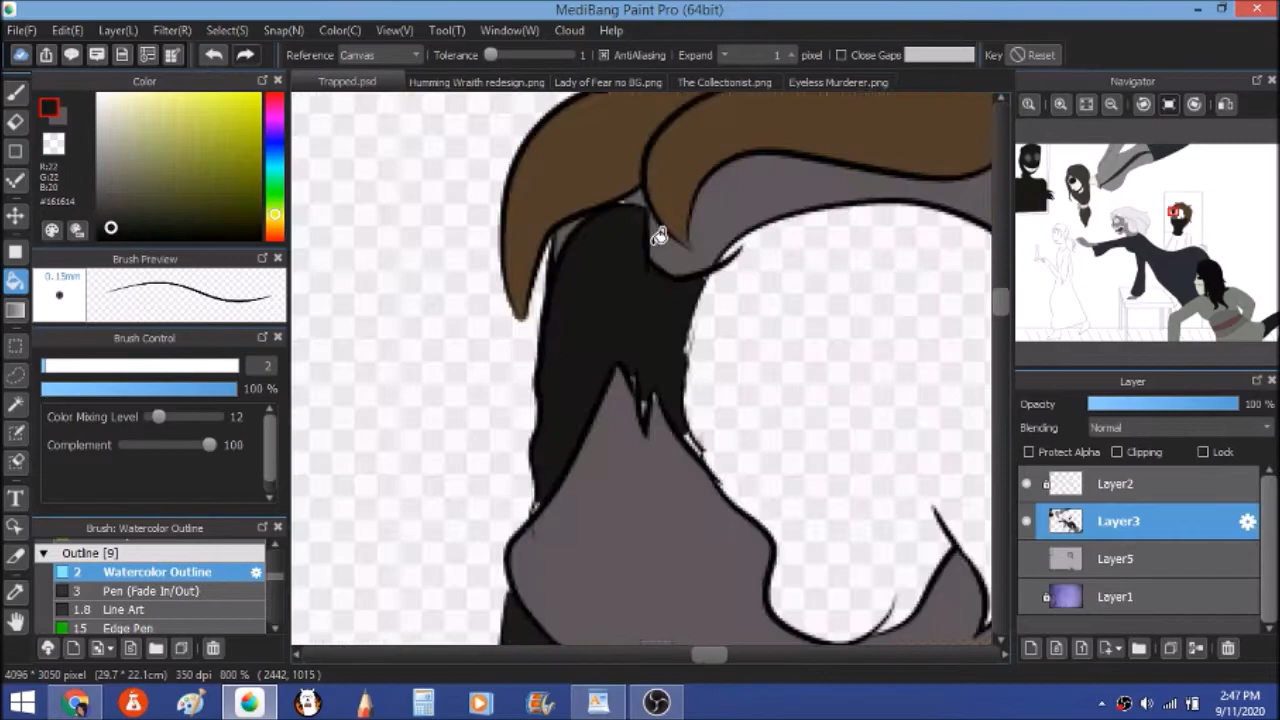 MediBang Paint Pro (64bit)
File(F) Edit(E) Layer(L) Filter(R) Select(S) Snap(N) Color(C) View(V) Tool(T) Window(W) Cloud Help
Reference Canvas Tolerance 1 AntiAliasing Expand 1 pixel Close Gaps Key Reset
Color
Trapped.psd Humming Wraith redesign.png Lady of Fear no BG.png The Collectionist.png Eyeless Murderer.png
Navigator
R:22
G:22
B:20
#161614
Brush Preview
0.15mm
Brush Control
2
100 %
Color Mixing Level 12
Complement 100
Brush: Watercolor Outline
Outline [9]
2 Watercolor Outline
3 Pen (Fade In/Out)
1.8 Line Art
15 Edge Pen
Layer
Opacity 100 %
Blending Normal
Protect Alpha Clipping Lock
Layer2
Layer3
Layer5
Layer1
4096 * 3050 pixel (29.7 * 22.1cm) 350 dpi 800 % ( 2442, 1015 )
2:47 PM
9/11/2020